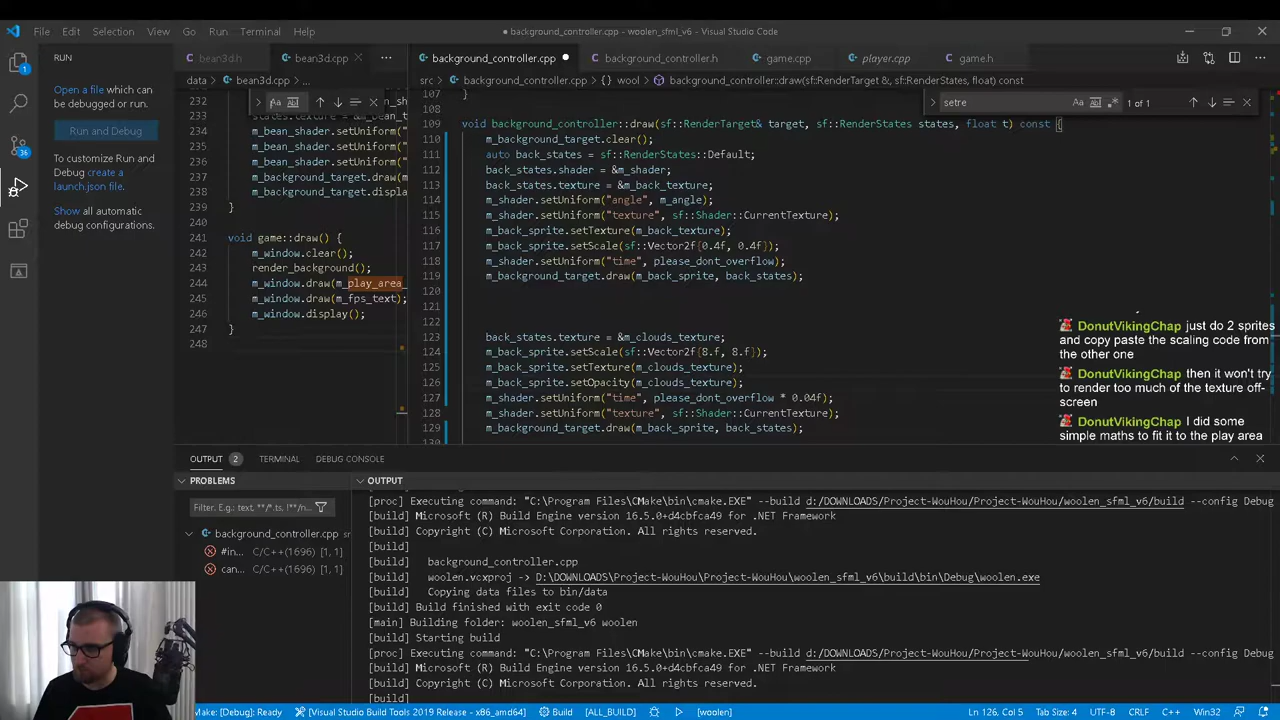 File Edit Selection View Go Run Terminal Help
● background_controller.cpp - woolen_sfml_v6 - Visual Studio Code
RUN
bean3d.h
bean3d.cpp
background_controller.cpp
background_controller.h
game.cpp
player.cpp
game.h
data > bean3d.cpp > ...
src > background_controller.cpp > {} wool > background_controller::draw(sf::RenderTarget &, sf::RenderStates states, float) const
Open a file which can be debugged or run.
Run and Debug
To customize Run and Debug create a launch.json file.
Show all automatic debug configurations.
1
36
setre
1 of 1
232
233 states.texture = &m_bean_sh
234 m_bean_shader.setUniform("
235 m_bean_shader.setUniform("
236 m_bean_shader.setUniform("
237 m_background_target.draw(m
238 m_background_target.displa
239 }
240
241 void game::draw() {
242 m_window.clear();
243 render_background();
244 m_window.draw(m_play_area_
245 m_window.draw(m_fps_text);
246 m_window.display();
247 }
248
107 }
109 void background_controller::draw(sf::RenderTarget& target, sf::RenderStates states, float t) const {
110 m_background_target.clear();
111 auto back_states = sf::RenderStates::Default;
112 back_states.shader = &m_shader;
113 back_states.texture = &m_back_texture;
114 m_shader.setUniform("angle", m_angle);
115 m_shader.setUniform("texture", sf::Shader::CurrentTexture);
116 m_back_sprite.setTexture(m_back_texture);
117 m_back_sprite.setScale(sf::Vector2f{0.4f, 0.4f});
118 m_shader.setUniform("time", please_dont_overflow);
119 m_background_target.draw(m_back_sprite, back_states);
120
121
122
123 back_states.texture = &m_clouds_texture;
124 m_back_sprite.setScale(sf::Vector2f{8.f, 8.f});
125 m_back_sprite.setTexture(m_clouds_texture);
126 m_back_sprite.setOpacity(m_clouds_texture);
127 m_shader.setUniform("time", please_dont_overflow * 0.04f);
128 m_shader.setUniform("texture", sf::Shader::CurrentTexture);
129 m_background_target.draw(m_back_sprite, back_states);
130
DonutVikingChap just do 2 sprites
and copy paste the scaling code from
the other one
DonutVikingChap then it won't try
to render too much of the texture off-
screen
DonutVikingChap I did some
simple maths to fit it to the play area
OUTPUT 2 TERMINAL DEBUG CONSOLE
PROBLEMS
Filter. E.g.: text, **/*.ts, !**/n...
background_controller.cpp src
#in... C/C++(1696) [1, 1]
can... C/C++(1696) [1, 1]
OUTPUT
[proc] Executing command: "C:\Program Files\CMake\bin\cmake.EXE" --build d:/DOWNLOADS/Project-WouHou/Project-WouHou/woolen_sfml_v6/build --config Debug
[build] Microsoft (R) Build Engine version 16.5.0+d4cbfca49 for .NET Framework
[build] Copyright (C) Microsoft Corporation. All rights reserved.
[build]
[build] background_controller.cpp
[build] woolen.vcxproj -> D:\DOWNLOADS\Project-WouHou\Project-WouHou\woolen_sfml_v6\build\bin\Debug\woolen.exe
[build] Copying data files to bin/data
[build] Build finished with exit code 0
[main] Building folder: woolen_sfml_v6 woolen
[build] Starting build
[proc] Executing command: "C:\Program Files\CMake\bin\cmake.EXE" --build d:/DOWNLOADS/Project-WouHou/Project-WouHou/woolen_sfml_v6/build --config Debug
[build] Microsoft (R) Build Engine version 16.5.0+d4cbfca49 for .NET Framework
[build] Copyright (C) Microsoft Corporation. All rights reserved.
[build]
Make: [Debug]: Ready [Visual Studio Build Tools 2019 Release - x86_amd64] Build [ALL_BUILD] [woolen] Ln 126, Col 5 Tab Size: 4 UTF-8 CRLF C++ Win32